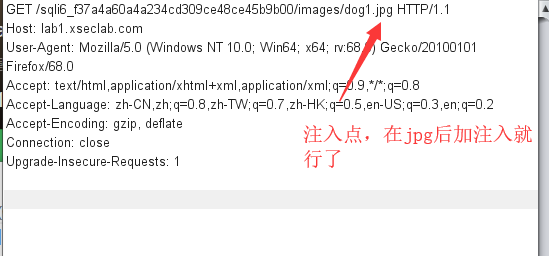 GET /sqli6_f37a4a60a4a234cd309ce48ce45b9b00/images/dog1.jpg HTTP/1.1
Host: lab1.xseclab.com
User-Agent: Mozilla/5.0 (Windows NT 10.0; Win64; x64; rv:68.0) Gecko/20100101
Firefox/68.0
Accept: text/html,application/xhtml+xml,application/xml;q=0.9,*/*;q=0.8
Accept-Language: zh-CN,zh;q=0.8,zh-TW;q=0.7,zh-HK;q=0.5,en-US;q=0.3,en;q=0.2
Accept-Encoding: gzip, deflate
Connection: close
Upgrade-Insecure-Requests: 1
注入点，在jpg后加注入就
行了